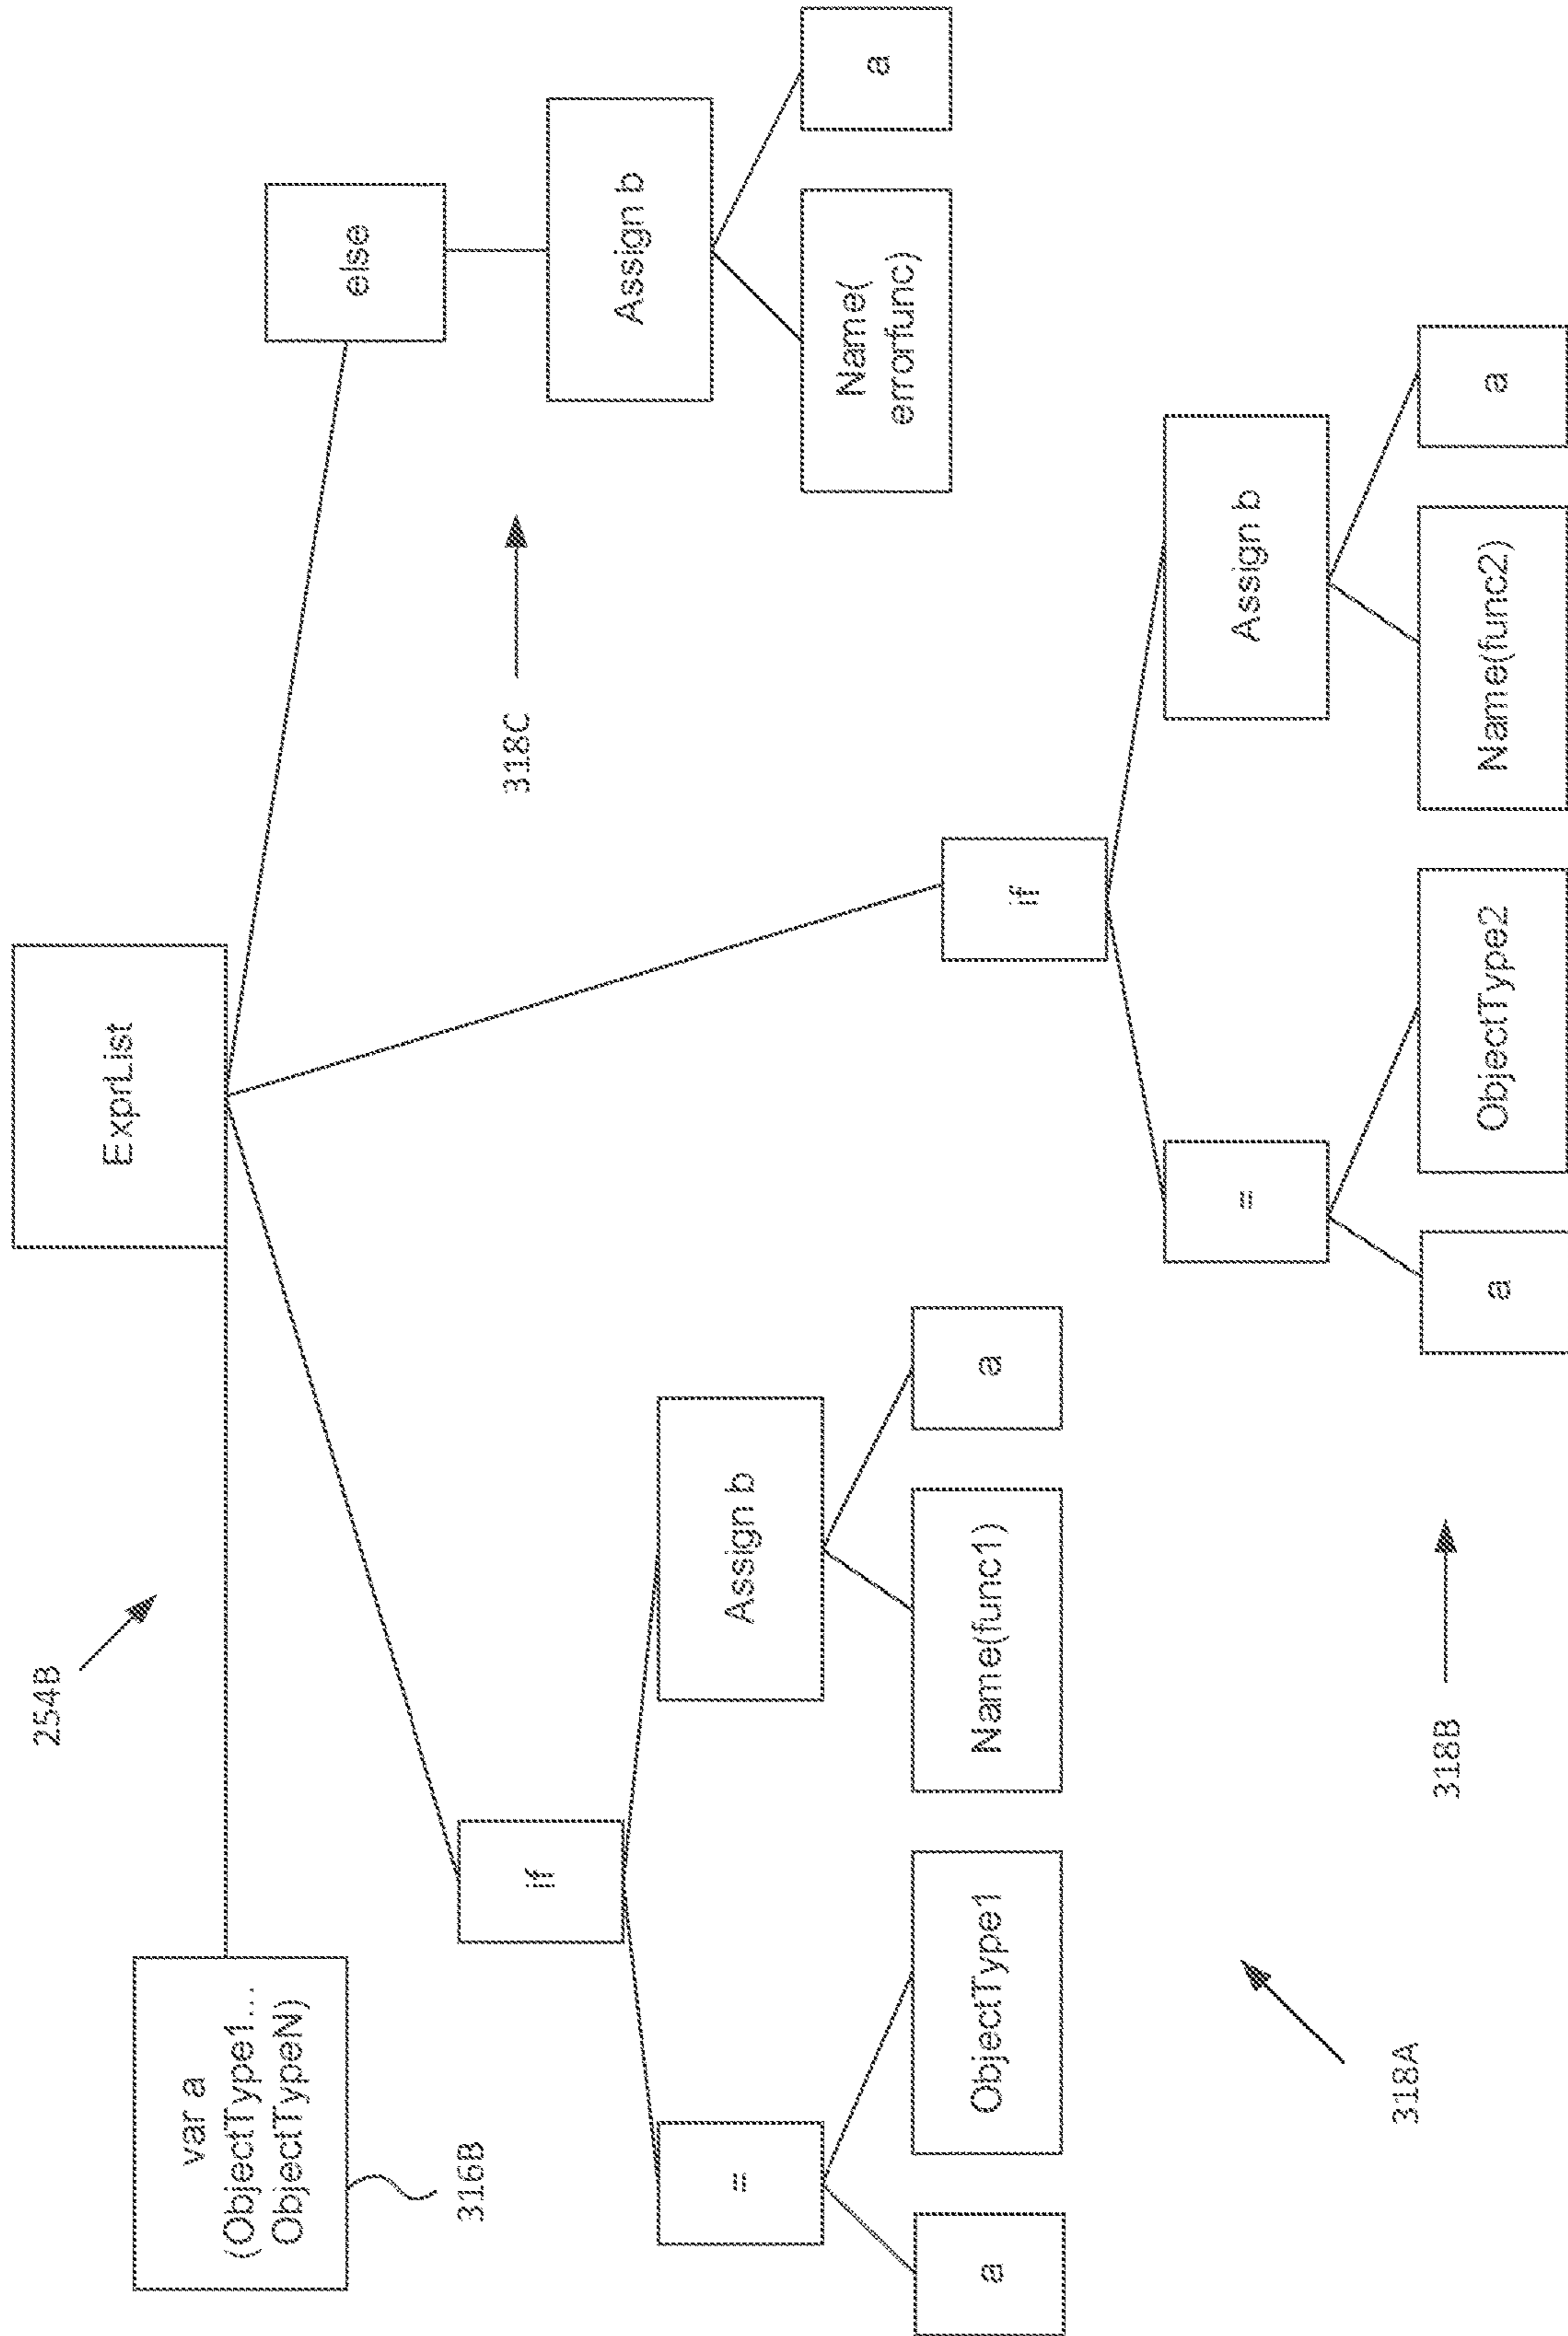 ExprList
254B
var a
(ObjectType1...
ObjectTypeN)
316B
if
=
a
ObjectType1
Assign b
Name(func1)
a
318A
if
=
a
ObjectType2
Assign b
Name(func2)
a
318B
else
Assign b
Name(
errorfunc)
a
318C